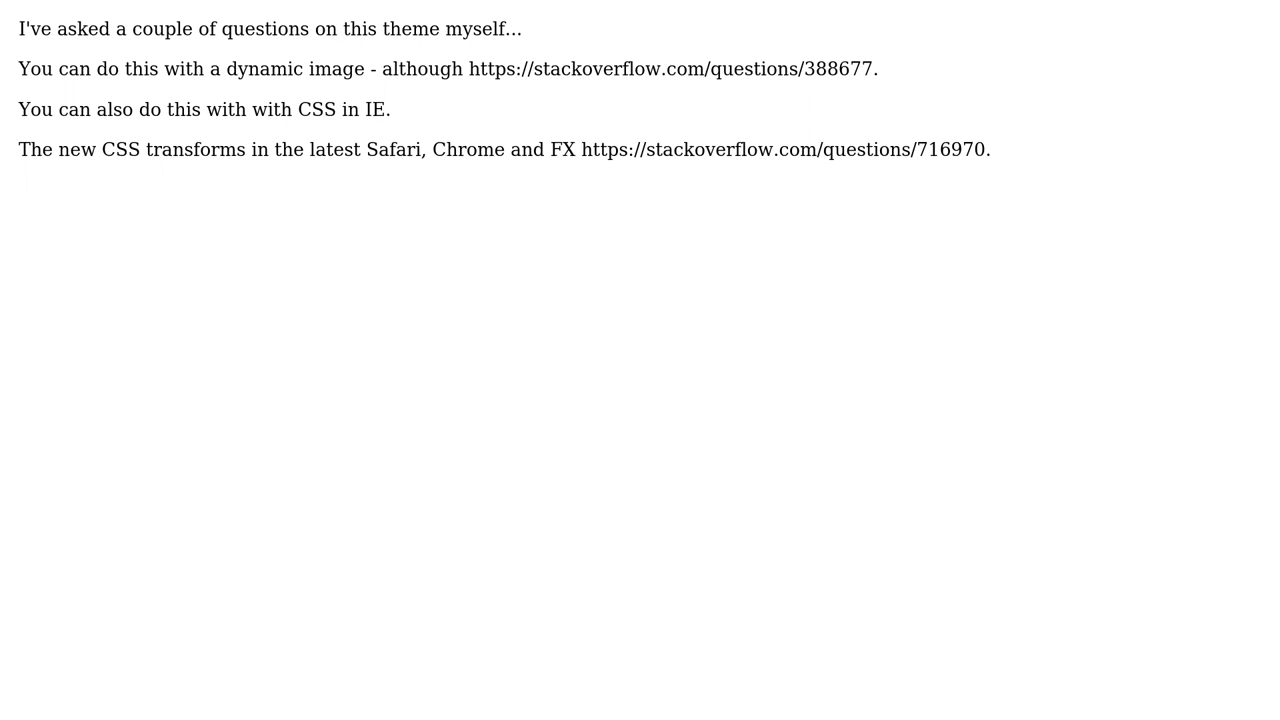 I've asked a couple of questions on this theme myself...
You can do this with a dynamic image - although https://stackoverflow.com/questions/388677.
You can also do this with with CSS in IE.
The new CSS transforms in the latest Safari, Chrome and FX https://stackoverflow.com/questions/716970.